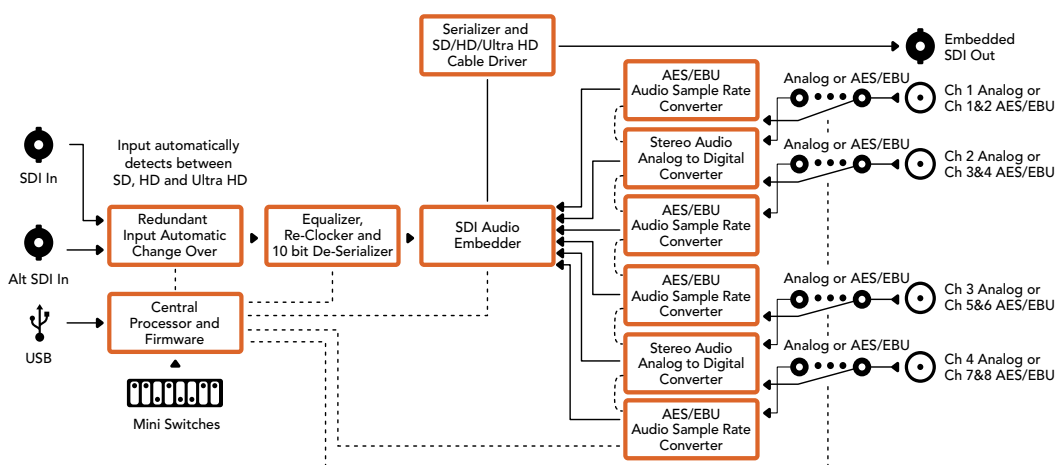 Serializer and
SD/HD/Ultra HD
Cable Driver
Embedded
SDI Out
AES/EBU
Audio Sample Rate
Converter
Analog or AES/EBU
Ch 1 Analog or
Ch 1&2 AES/EBU
SDI In
Input automatically
detects between
SD, HD and Ultra HD
Stereo Audio
Analog to Digital
Converter
Analog or AES/EBU
Ch 2 Analog or
Ch 3&4 AES/EBU
Alt SDI In
Redundant
Input Automatic
Change Over
Equalizer,
Re-Clocker and
10 bit De-Serializer
SDI Audio
Embedder
AES/EBU
Audio Sample Rate
Converter
USB
Central
Processor and
Firmware
AES/EBU
Audio Sample Rate
Converter
Analog or AES/EBU
Ch 3 Analog or
Ch 5&6 AES/EBU
Mini Switches
Stereo Audio
Analog to Digital
Converter
Analog or AES/EBU
Ch 4 Analog or
Ch 7&8 AES/EBU
AES/EBU
Audio Sample Rate
Converter